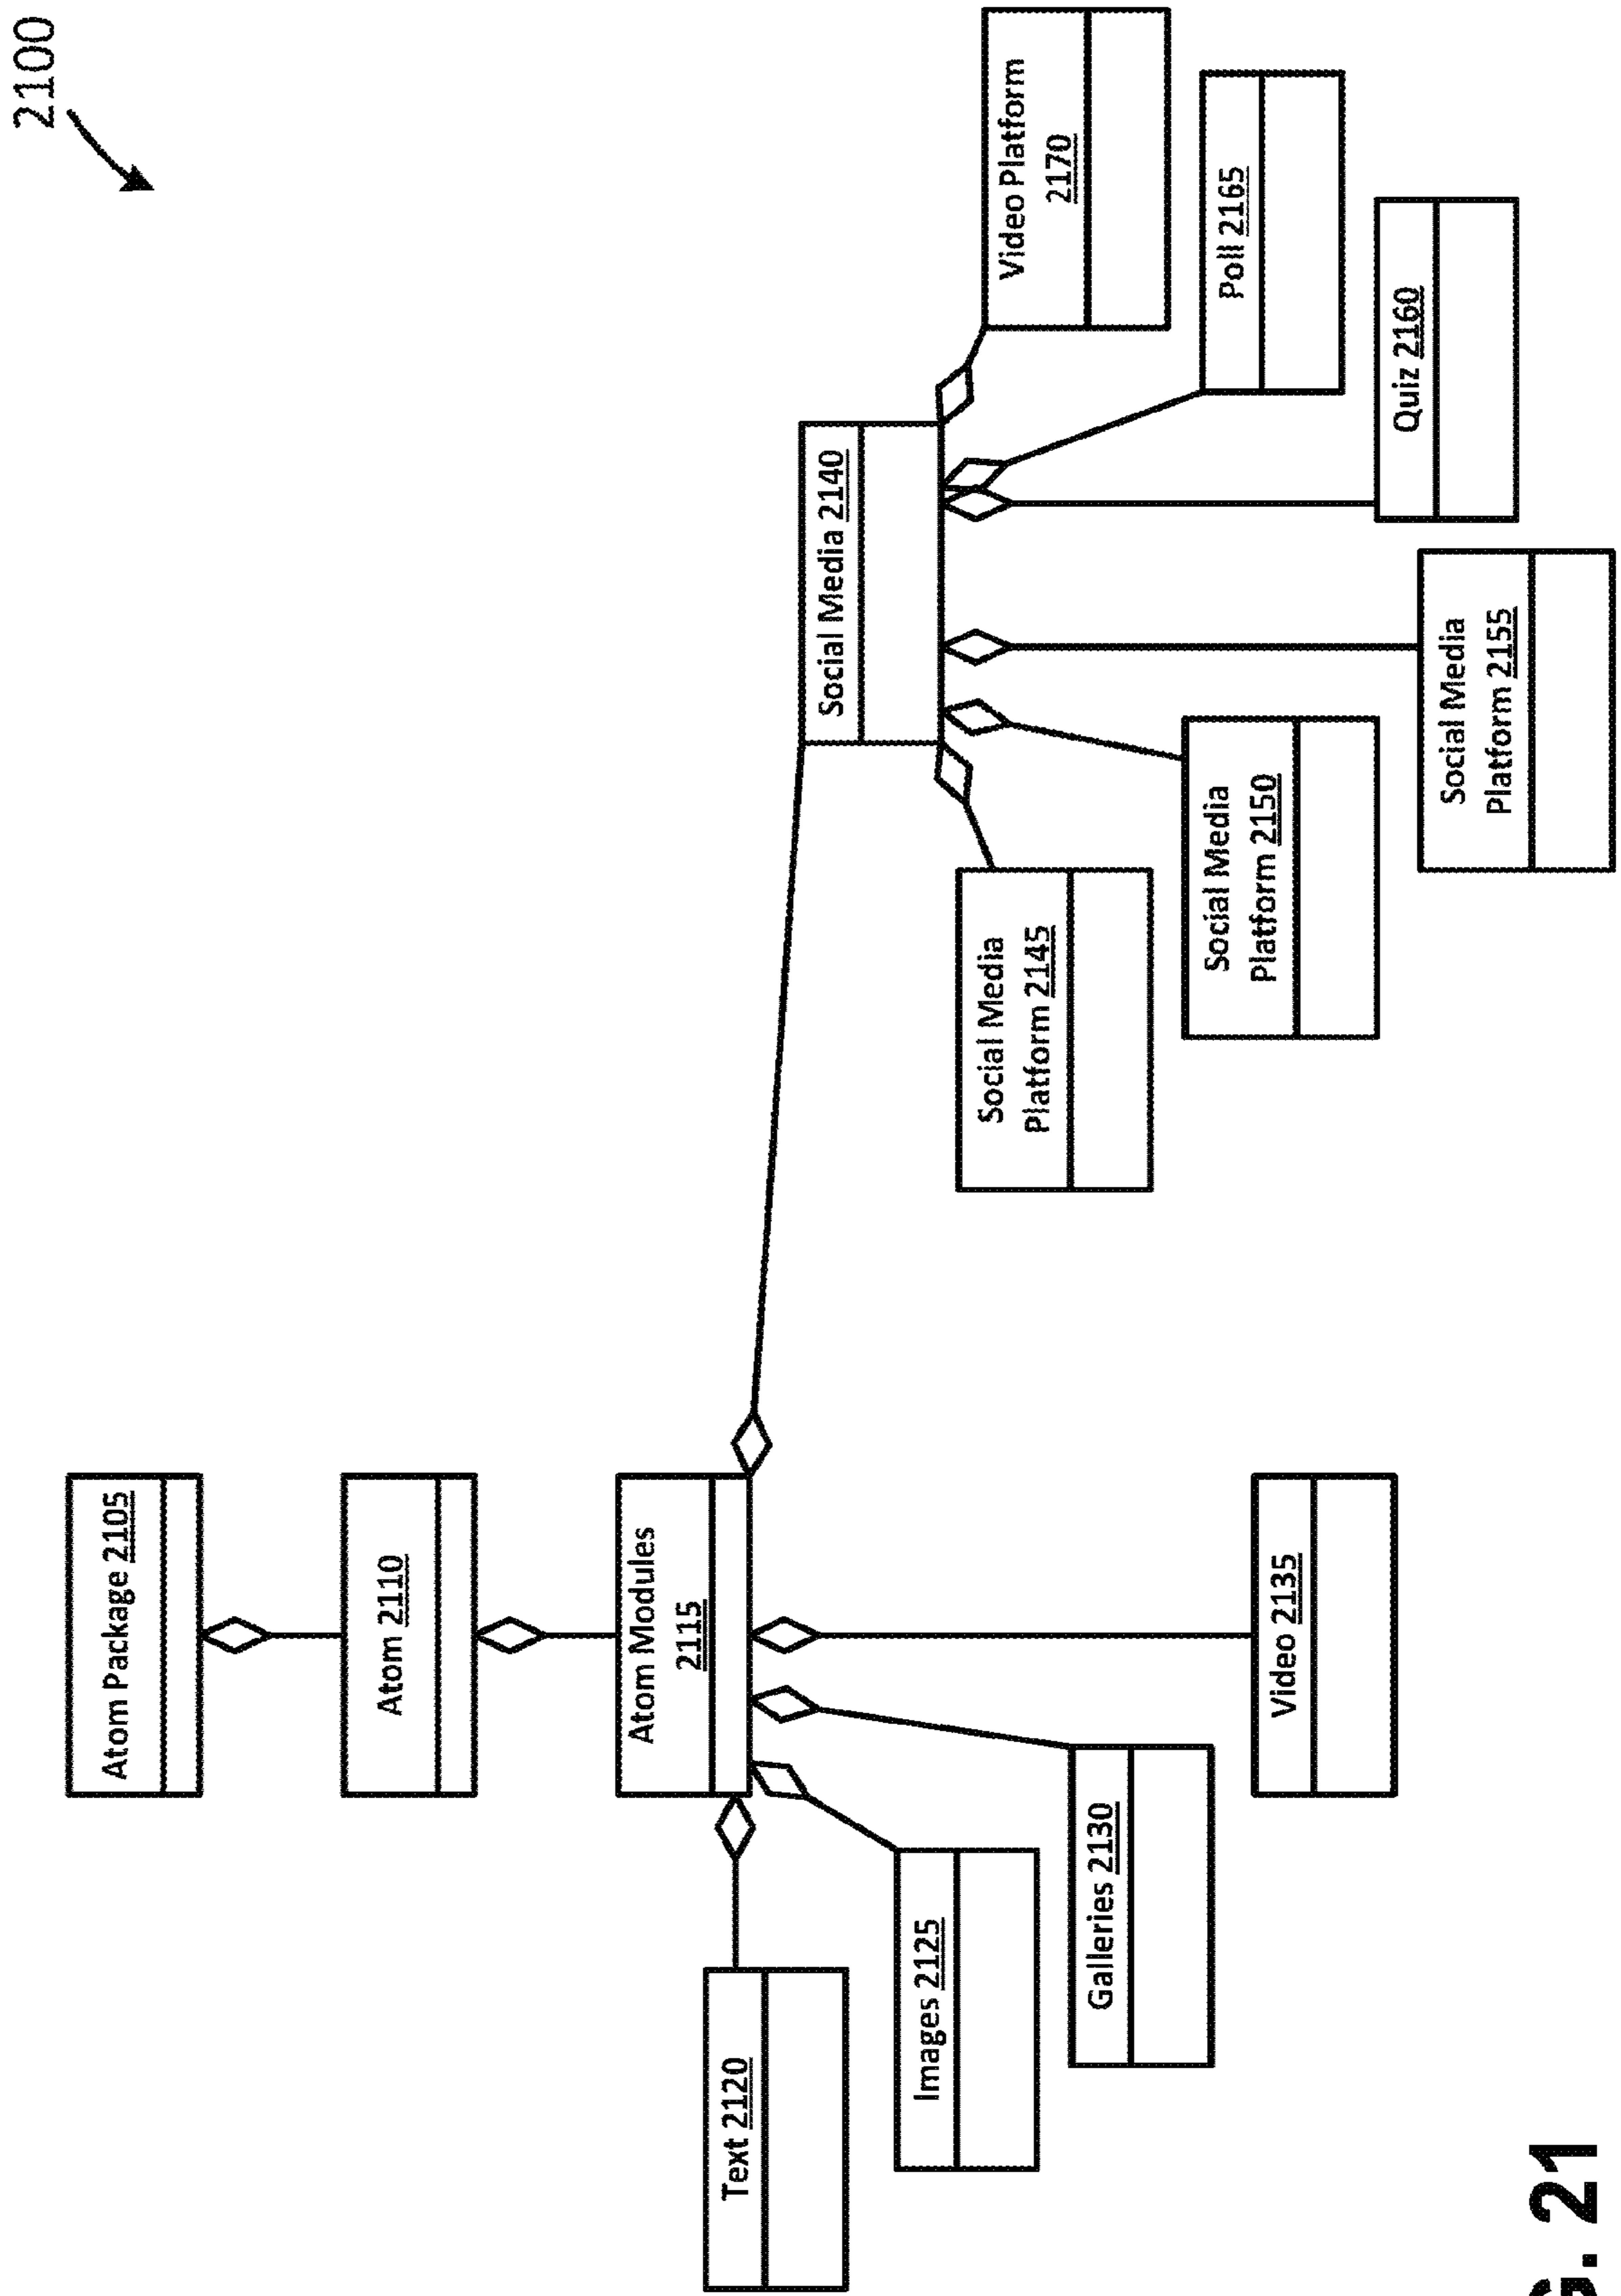 2100
Atom Package 2105
Atom 2110
Atom Modules
2115
Text 2120
Images 2125
Galleries 2130
Video 2135
Social Media 2140
Social Media
Platform 2145
Social Media
Platform 2150
Social Media
Platform 2155
Quiz 2160
Poll 2165
Video Platform
2170
G. 21